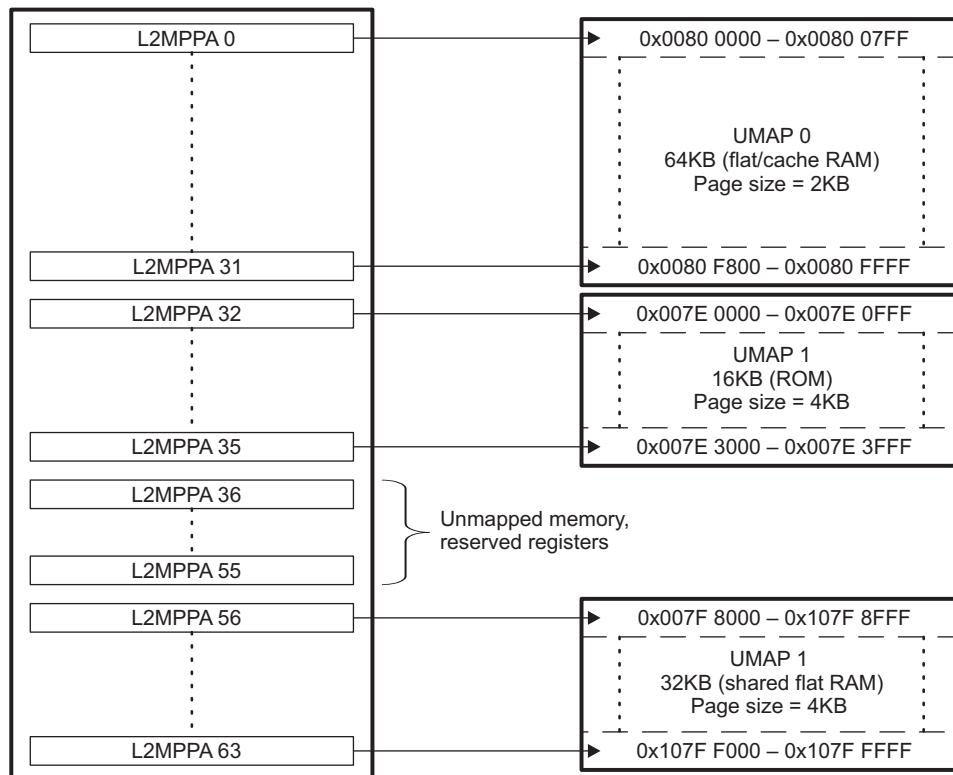 L2MPPA 0
0x0080 0000 – 0x0080 07FF
UMAP 0
64KB (flat/cache RAM)
Page size = 2KB
L2MPPA 31
0x0080 F800 – 0x0080 FFFF
L2MPPA 32
0x007E 0000 – 0x007E 0FFF
UMAP 1
16KB (ROM)
Page size = 4KB
L2MPPA 35
0x007E 3000 – 0x007E 3FFF
L2MPPA 36
Unmapped memory,
reserved registers
L2MPPA 55
L2MPPA 56
0x007F 8000 – 0x107F 8FFF
UMAP 1
32KB (shared flat RAM)
Page size = 4KB
L2MPPA 63
0x107F F000 – 0x107F FFFF